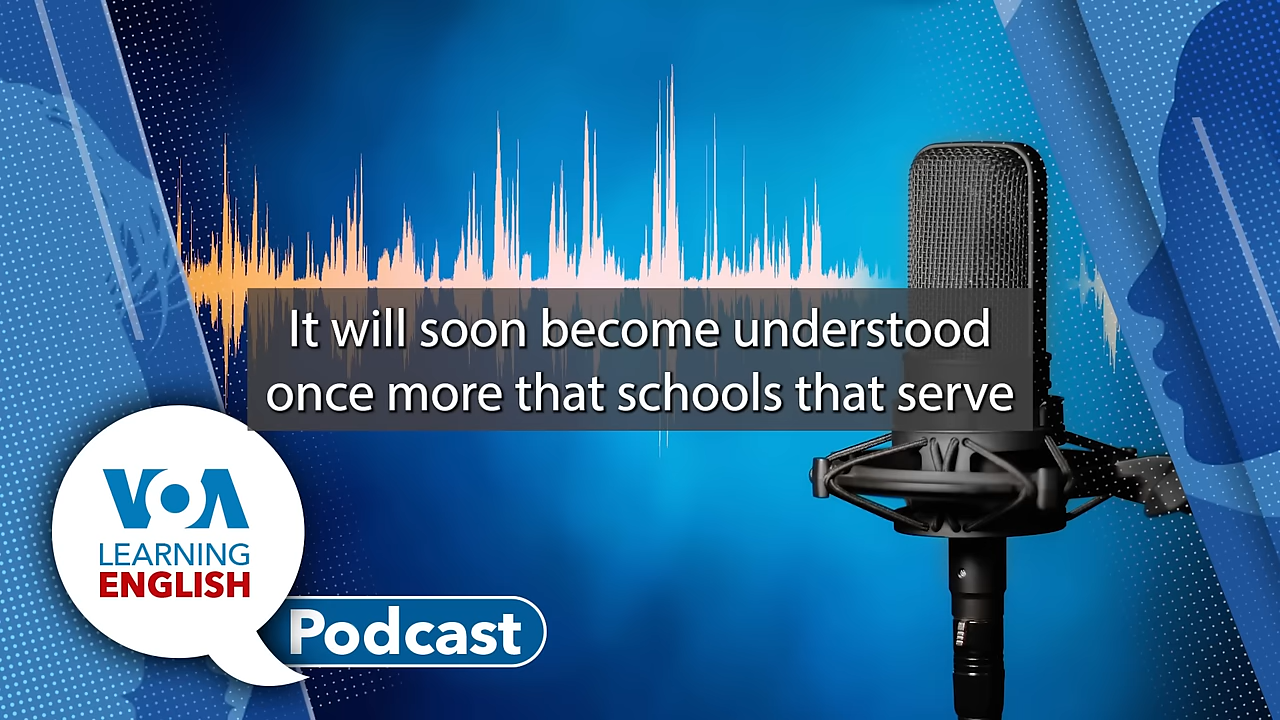 It will soon become understood
once more that schools that serve
VOA
LEARNING
ENGLISH
Podcast